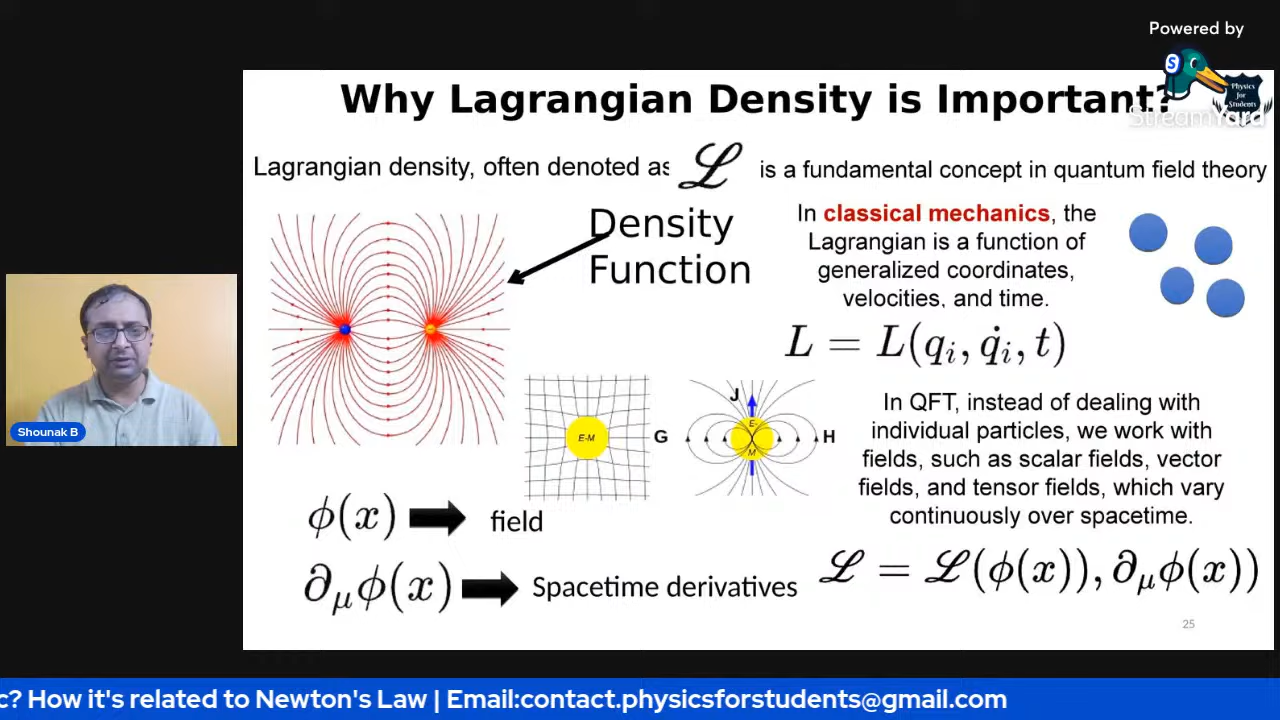 Powered by
S
Physics
for
Students
StreamYard
Why Lagrangian Density is Important?
Lagrangian density, often denoted as ℒ is a fundamental concept in quantum field theory
Density
Function
In classical mechanics, the
Lagrangian is a function of
generalized coordinates,
velocities, and time.
L = L(qᵢ, q̇ᵢ, t)
E-M
G
J
E-
M
H
In QFT, instead of dealing with
individual particles, we work with
fields, such as scalar fields, vector
fields, and tensor fields, which vary
continuously over spacetime.
ϕ(x) field
∂μϕ(x) Spacetime derivatives
ℒ = ℒ(ϕ(x)), ∂μϕ(x))
25
Shounak B
c? How it's related to Newton's Law | Email:contact.physicsforstudents@gmail.com